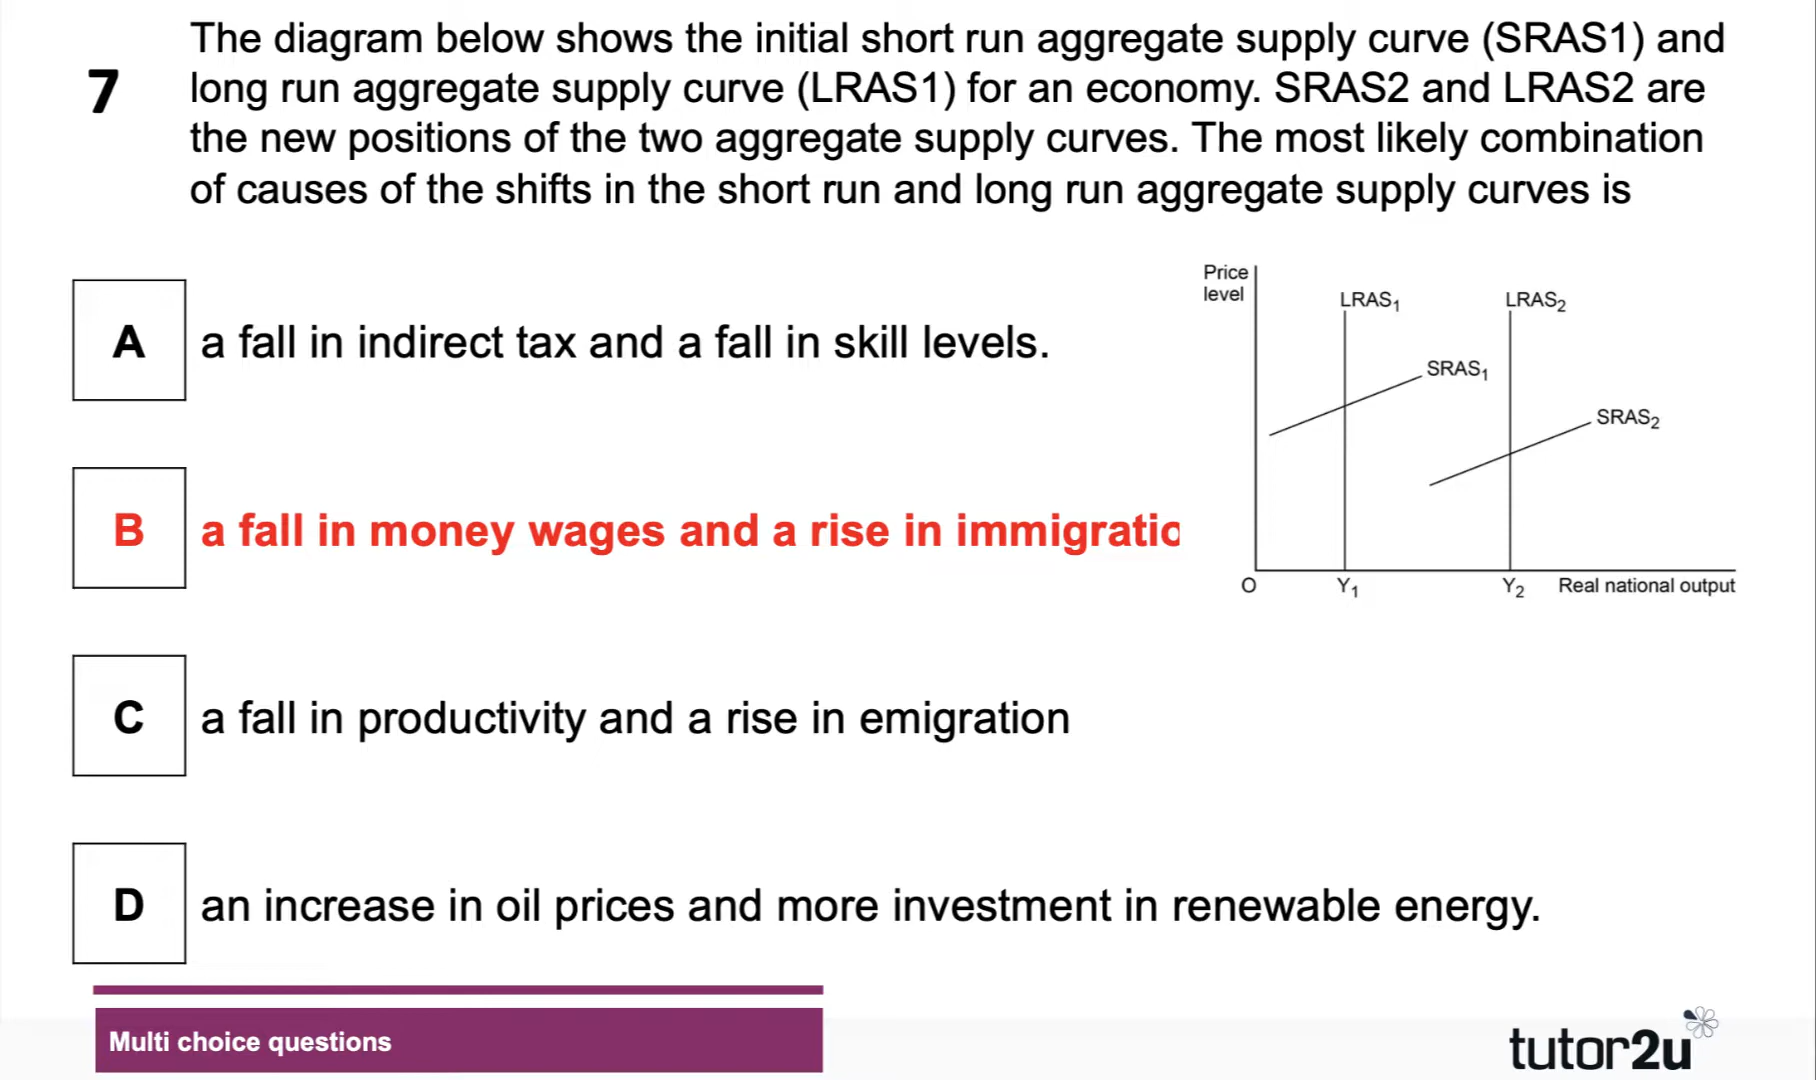 The diagram below shows the initial short run aggregate supply curve (SRAS1) and
7
long run aggregate supply curve (LRAS1) for an economy. SRAS2 and LRAS2 are
the new positions of the two aggregate supply curves. The most likely combination
of causes of the shifts in the short run and long run aggregate supply curves is
Price
level
LRAS₁
LRAS₂
A
a fall in indirect tax and a fall in skill levels.
SRAS₁
SRAS₂
B
a fall in money wages and a rise in immigratio
O
Y₁
Y₂
Real national output
C
a fall in productivity and a rise in emigration
D
an increase in oil prices and more investment in renewable energy.
Multi choice questions
tutor2u